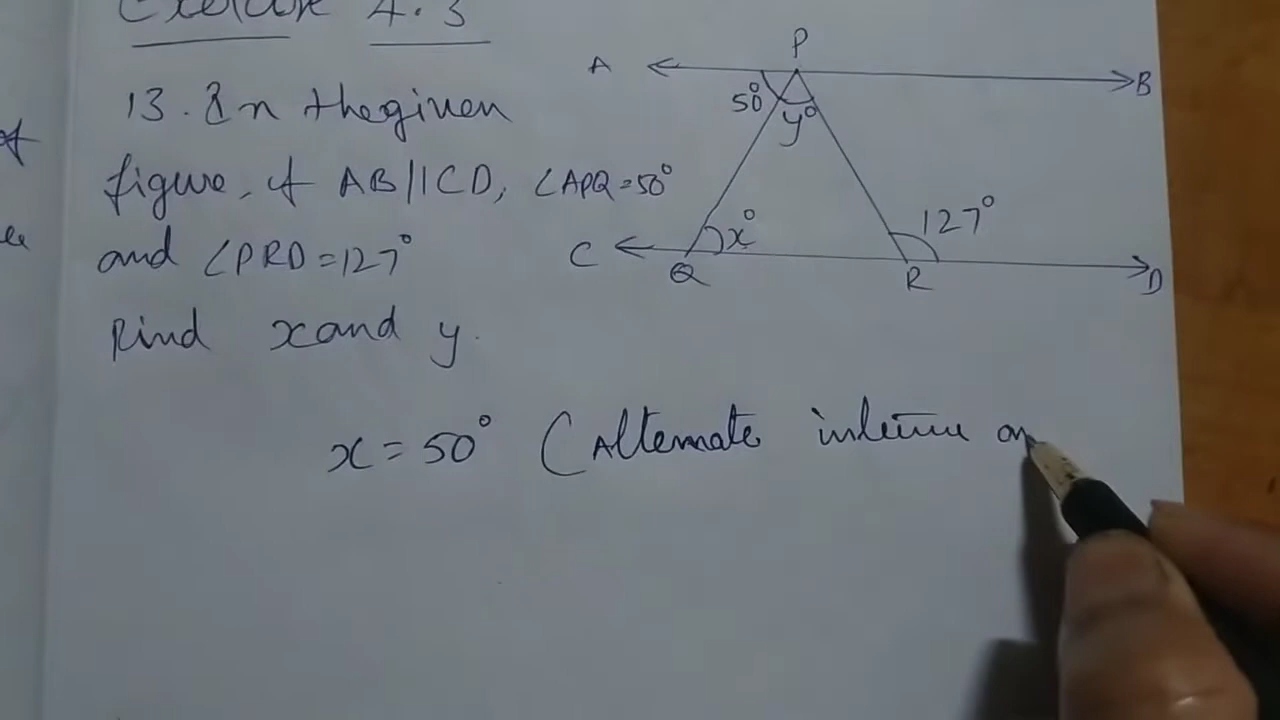 Exercise 4.3
13. In the given
figure, if AB||CD, ∠APQ=50°
and ∠PRD=127°
Find x and y.
A
P
B
50°
y°
C
x°
127°
Q
R
D
x = 50° (Alternate interior